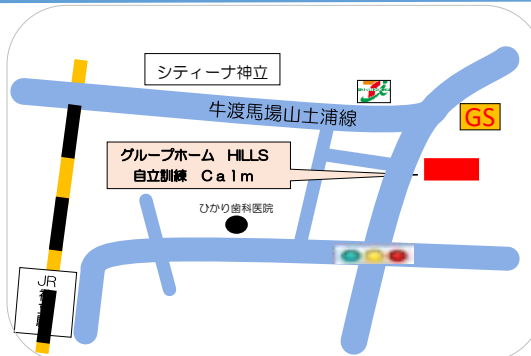 シティーナ神立
牛渡馬場山土浦線
GS
グループホーム HILLS
自立訓練 Calm
ひかり歯科医院
JR